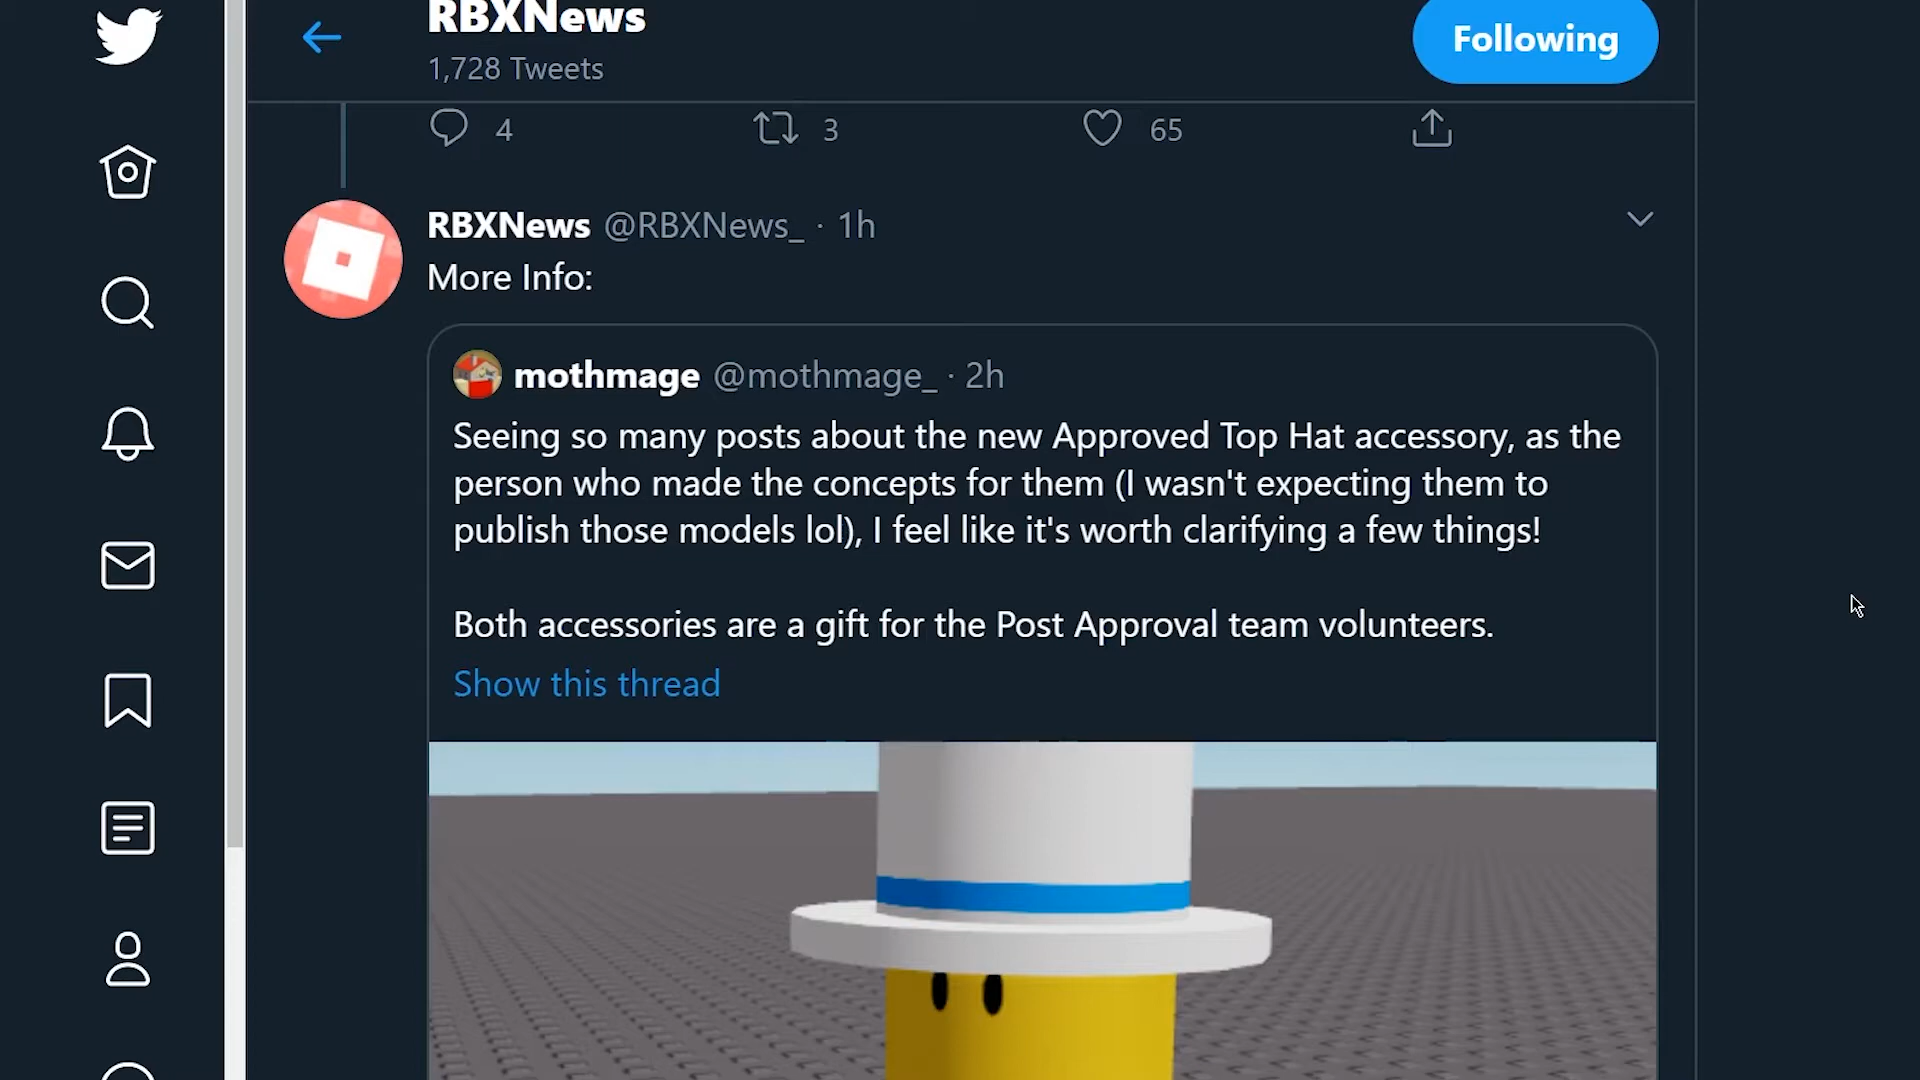 RBXNews
1,728 Tweets
Following
4
3
65
RBXNews @RBXNews_ · 1h
More Info:
mothmage @mothmage_ · 2h
Seeing so many posts about the new Approved Top Hat accessory, as the
person who made the concepts for them (I wasn't expecting them to
publish those models lol), I feel like it's worth clarifying a few things!
Both accessories are a gift for the Post Approval team volunteers.
Show this thread